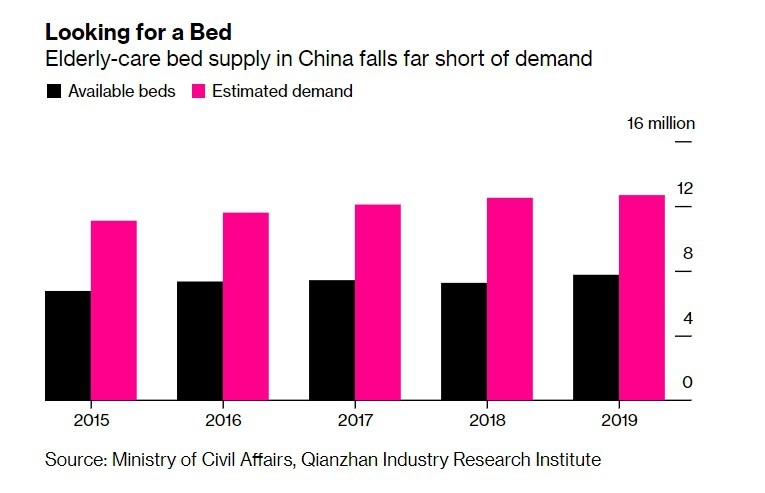 Looking for a Bed
Elderly-care bed supply in China falls far short of demand
Available beds Estimated demand
16 million
12
8
4
0
2015 2016 2017 2018 2019
Source: Ministry of Civil Affairs, Qianzhan Industry Research Institute